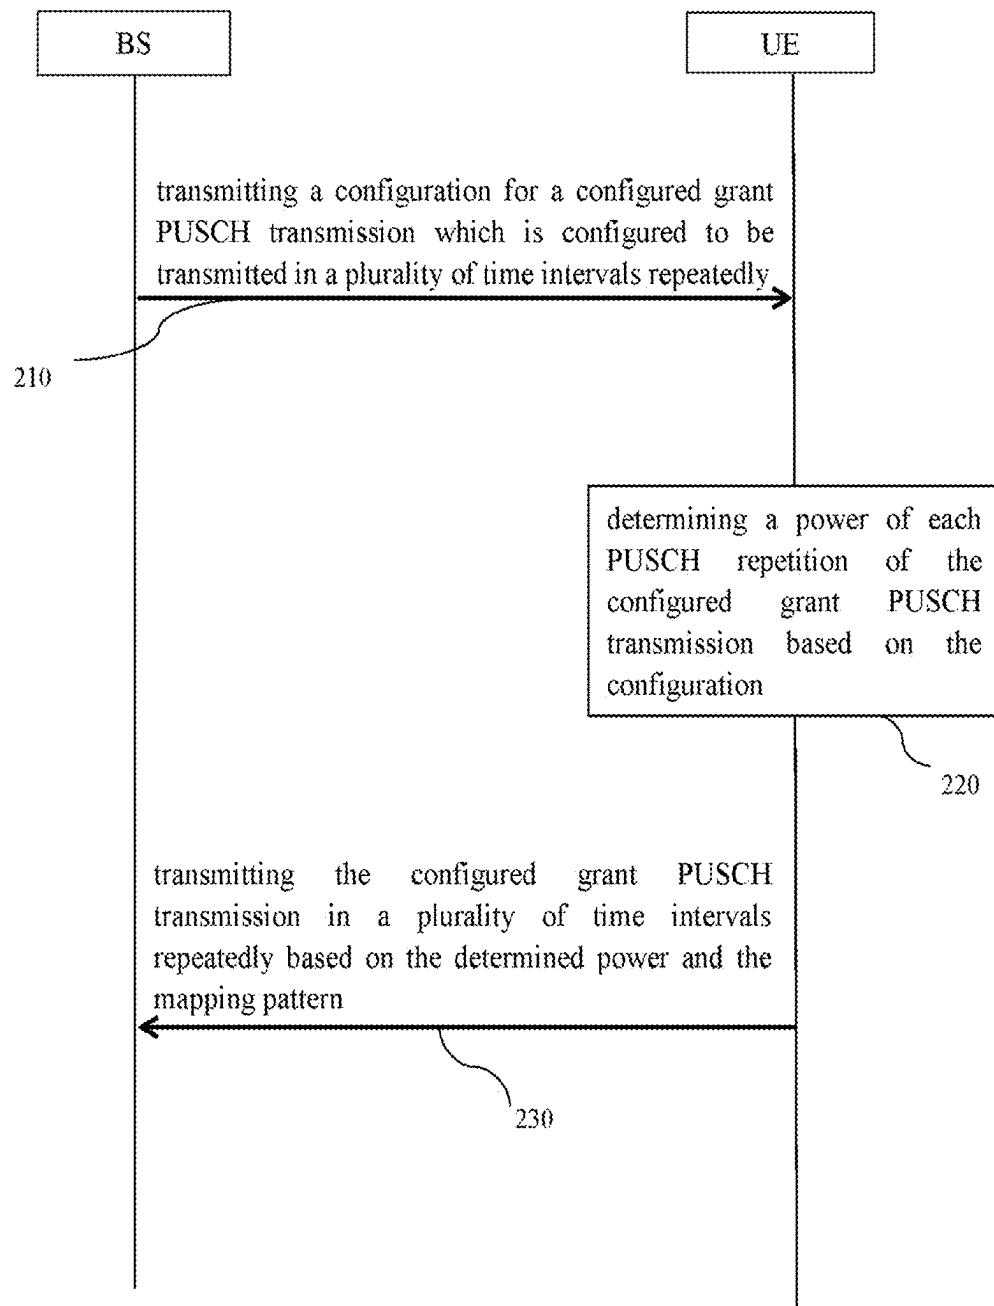 BS
UE
transmitting a configuration for a configured grant
PUSCH transmission which is configured to be
transmitted in a plurality of time intervals repeatedly
210
determining a power of each
PUSCH repetition of the
configured grant PUSCH
transmission based on the
configuration
220
transmitting the configured grant PUSCH
transmission in a plurality of time intervals
repeatedly based on the determined power and the
mapping pattern
230